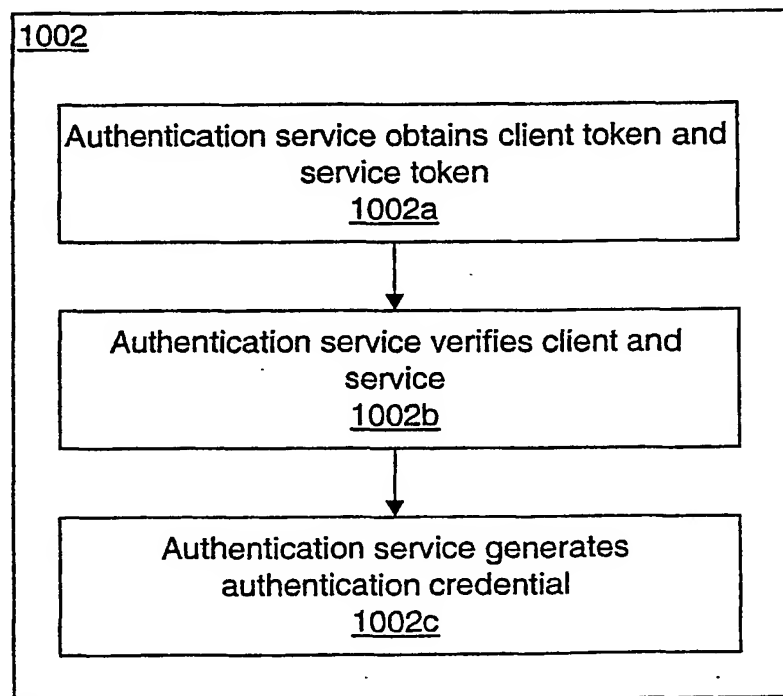 1002
Authentication service obtains client token and
service token
1002a
Authentication service verifies client and
service
1002b
Authentication service generates
authentication credential
1002c